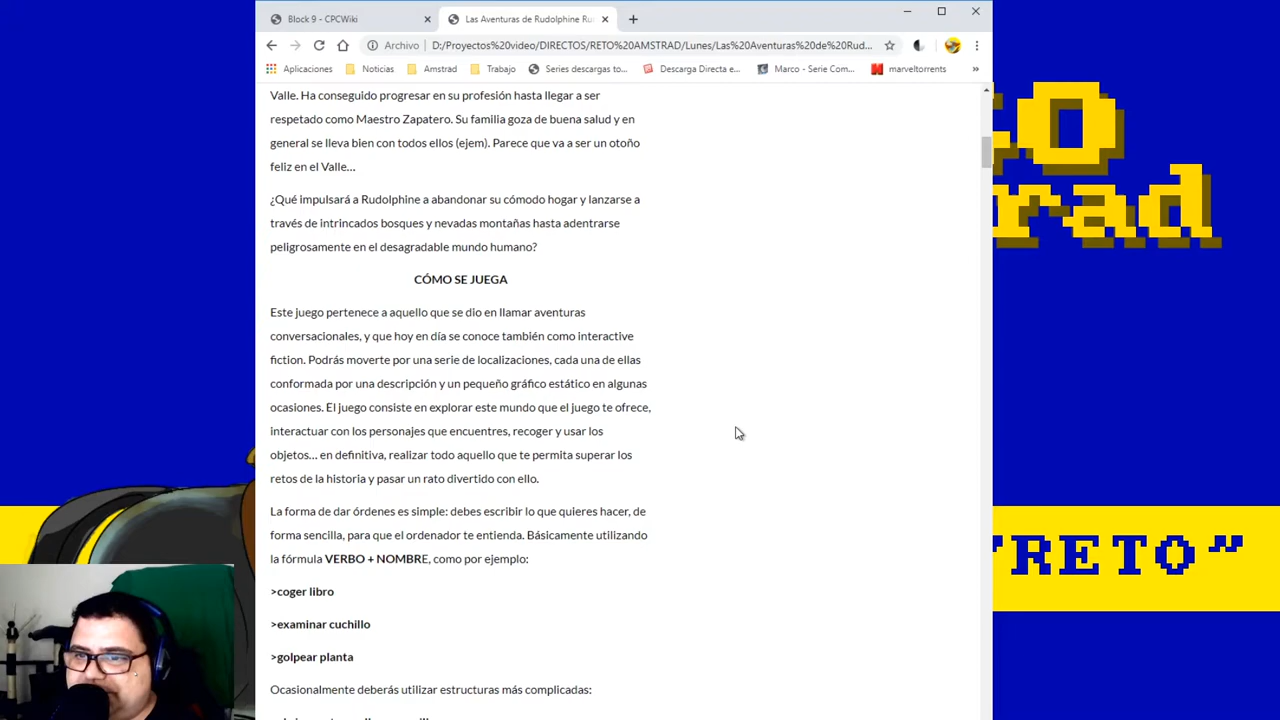 Block 9 - CPCWiki
Las Aventuras de Rudolphine Ru
Archivo
D:/Proyectos%20video/DIRECTOS/RETO%20AMSTRAD/Lunes/Las%20Aventuras%20de%20Rud...
Aplicaciones
Noticias
Amstrad
Trabajo
Series descargas to...
Descarga Directa e...
Marco - Serie Com...
marveltorrents
»
Valle. Ha conseguido progresar en su profesión hasta llegar a ser
respetado como Maestro Zapatero. Su familia goza de buena salud y en
general se lleva bien con todos ellos (ejem). Parece que va a ser un otoño
feliz en el Valle…
¿Qué impulsará a Rudolphine a abandonar su cómodo hogar y lanzarse a
través de intrincados bosques y nevadas montañas hasta adentrarse
peligrosamente en el desagradable mundo humano?
CÓMO SE JUEGA
Este juego pertenece a aquello que se dio en llamar aventuras
conversacionales, y que hoy en día se conoce también como interactive
fiction. Podrás moverte por una serie de localizaciones, cada una de ellas
conformada por una descripción y un pequeño gráfico estático en algunas
ocasiones. El juego consiste en explorar este mundo que el juego te ofrece,
interactuar con los personajes que encuentres, recoger y usar los
objetos… en definitiva, realizar todo aquello que te permita superar los
retos de la historia y pasar un rato divertido con ello.
La forma de dar órdenes es simple: debes escribir lo que quieres hacer, de
forma sencilla, para que el ordenador te entienda. Básicamente utilizando
la fórmula VERBO + NOMBRE, como por ejemplo:
>coger libro
>examinar cuchillo
>golpear planta
Ocasionalmente deberás utilizar estructuras más complicadas:
rad
"RETO"